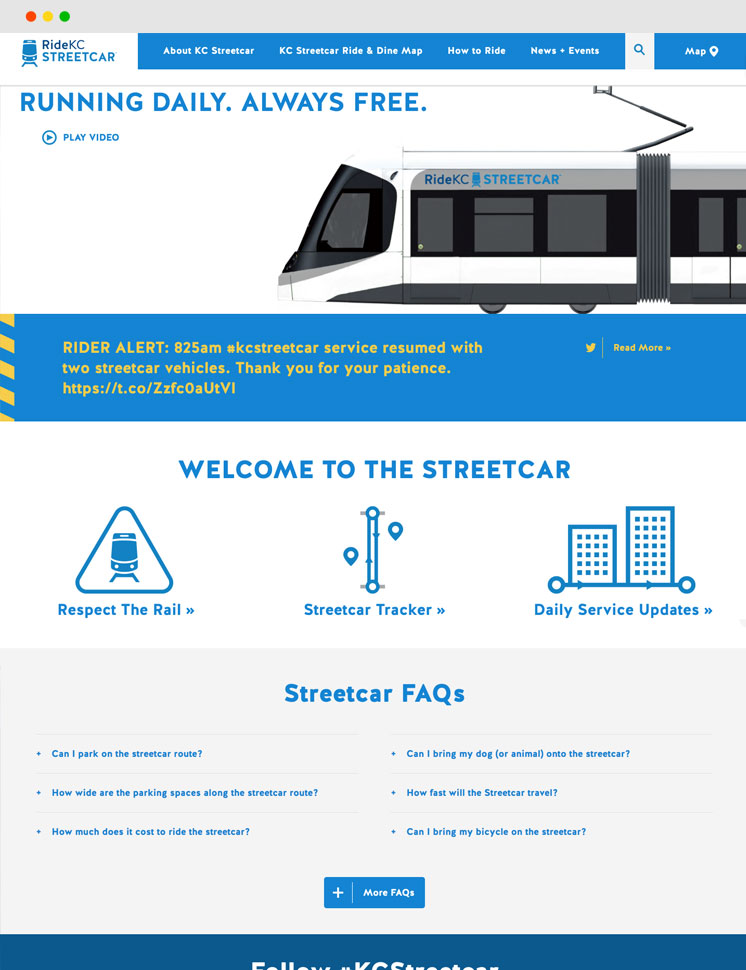 RideKC
STREETCAR
About KC Streetcar
KC Streetcar Ride & Dine Map
How to Ride
News + Events
Map
RUNNING DAILY. ALWAYS FREE.
PLAY VIDEO
RideKC STREETCAR
RIDER ALERT: 825am #kcstreetcar service resumed with
two streetcar vehicles. Thank you for your patience.
https://t.co/Zzfc0aUtVI
Read More »
WELCOME TO THE STREETCAR
Respect The Rail »
Streetcar Tracker »
Daily Service Updates »
Streetcar FAQs
+ Can I park on the streetcar route?
+ Can I bring my dog (or animal) onto the streetcar?
+ How wide are the parking spaces along the streetcar route?
+ How fast will the Streetcar travel?
+ How much does it cost to ride the streetcar?
+ Can I bring my bicycle on the streetcar?
+ More FAQs
Follow #KCStreetcar